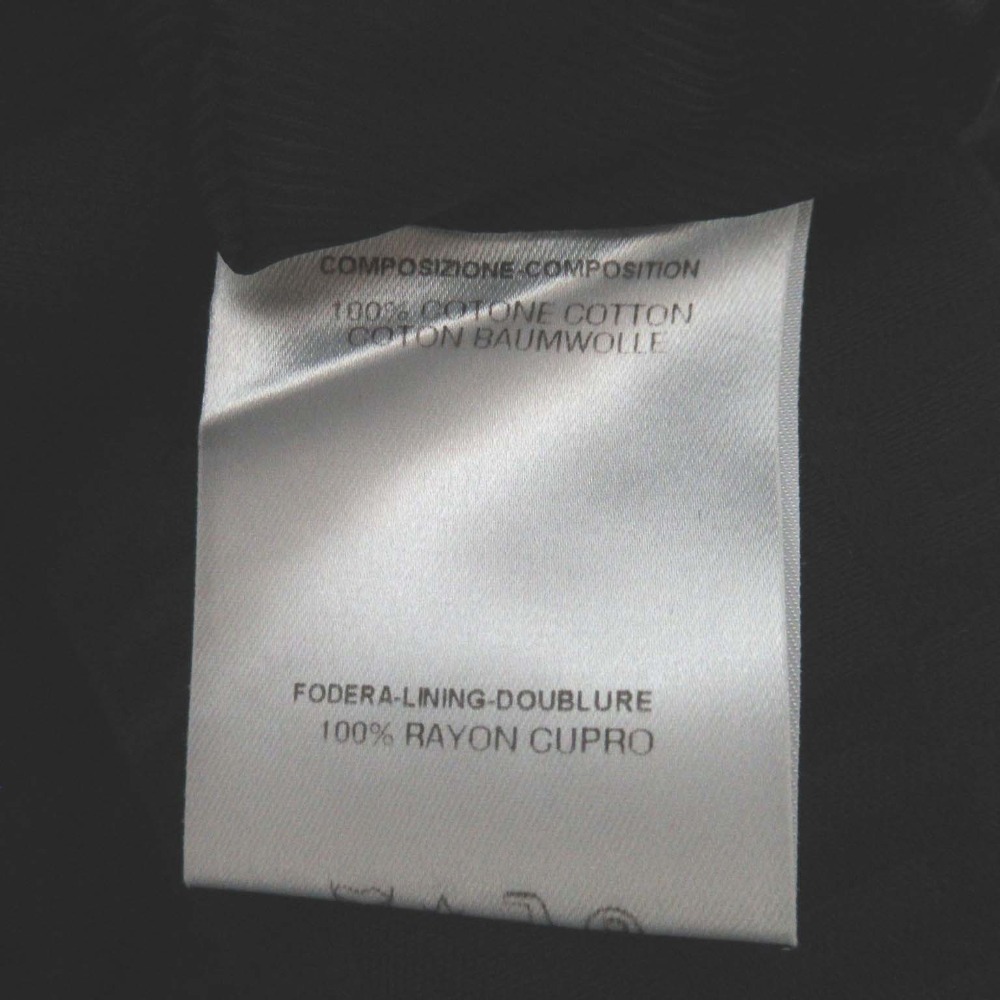 COMPOSIZIONE-COMPOSITION
100% COTONE COTTON
COTON BAUMWOLLE
FODERA-LINING-DOUBLURE
100% RAYON CUPRO